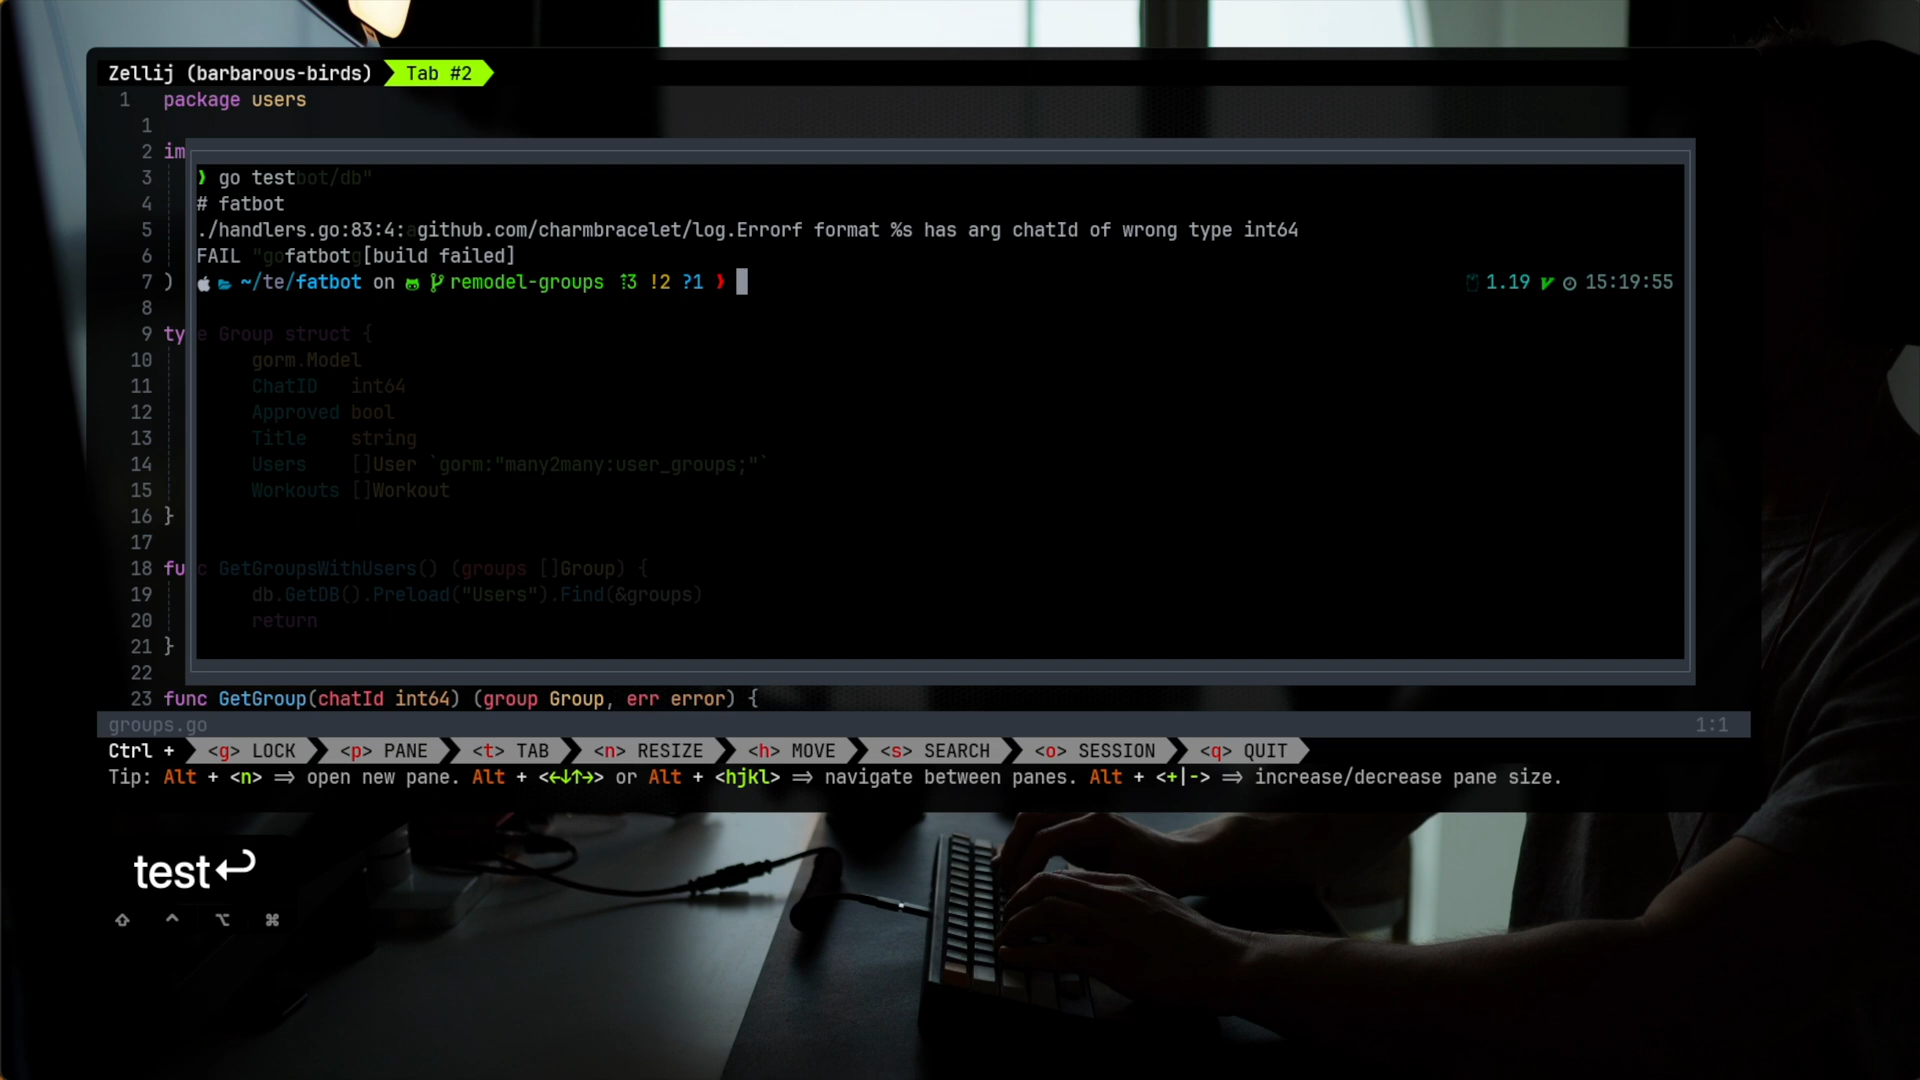 Zellij (barbarous-birds) Tab #2
1 package users
1
2 im
3 ❯ go test bot/db"
4 # fatbot
5 ./handlers.go:83:4: github.com/charmbracelet/log.Errorf format %s has arg chatId of wrong type int64
6 FAIL "go fatbot [build failed]
7 ) ~/te/fatbot on remodel-groups ⇡3 !2 ?1 ❯ 1.19 15:19:55
8
9 type Group struct {
10 gorm.Model
11 ChatID int64
12 Approved bool
13 Title string
14 Users []User `gorm:"many2many:user_groups;"`
15 Workouts []Workout
16 }
17
18 func GetGroupsWithUsers() (groups []Group) {
19 db.GetDB().Preload("Users").Find(&groups)
20 return
21 }
22
23 func GetGroup(chatId int64) (group Group, err error) {
groups.go 1:1
Ctrl + <g> LOCK <p> PANE <t> TAB <n> RESIZE <h> MOVE <s> SEARCH <o> SESSION <q> QUIT
Tip: Alt + <n> ⇒ open new pane. Alt + <←↓↑→> or Alt + <hjkl> ⇒ navigate between panes. Alt + <+|-> ⇒ increase/decrease pane size.
test↩
⇧ ⌃ ⌥ ⌘